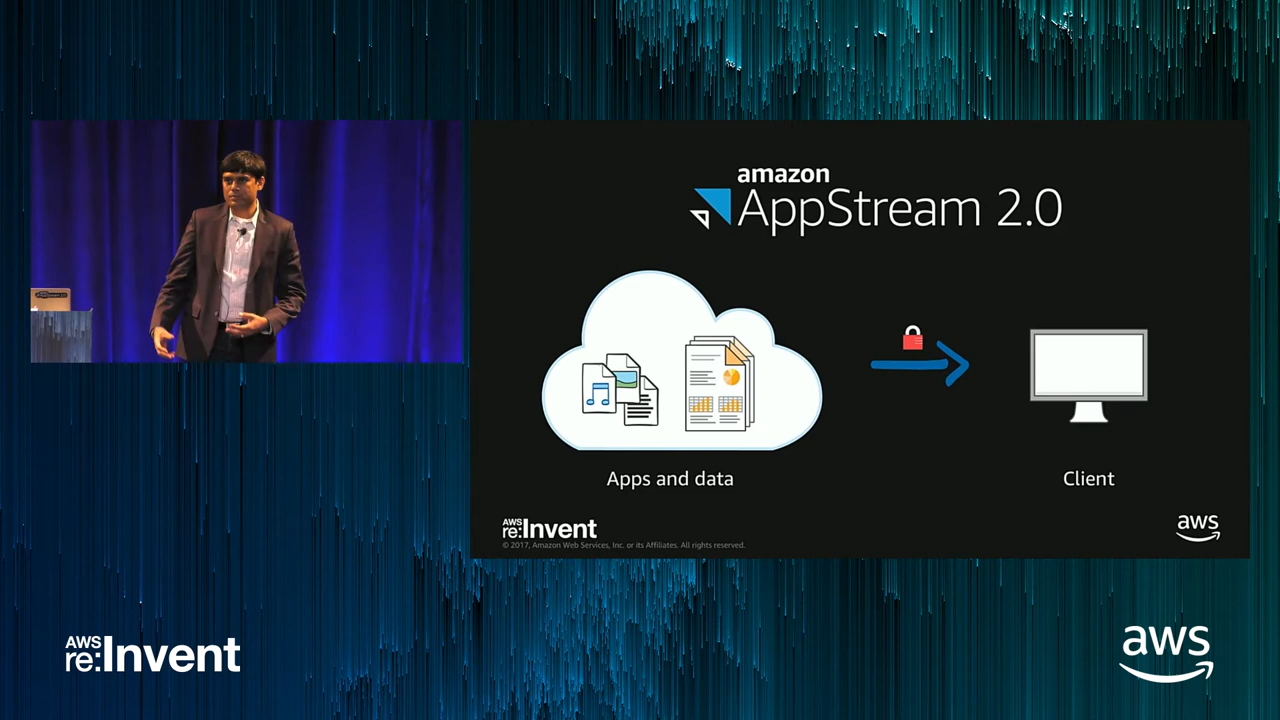 amazon
AppStream 2.0
Apps and data
Client
AWS
re:Invent
© 2017, Amazon Web Services, Inc. or its Affiliates. All rights reserved.
aws
AWS
re:Invent
aws